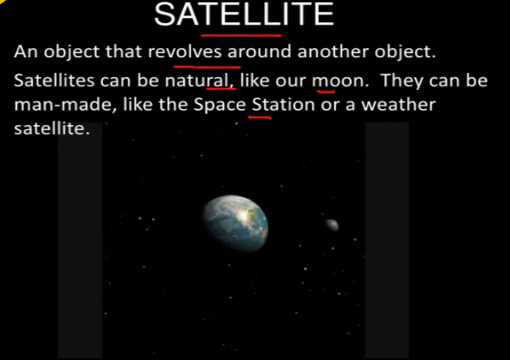 SATELLITE
An object that revolves around another object.
Satellites can be natural, like our moon. They can be
man-made, like the Space Station or a weather
satellite.